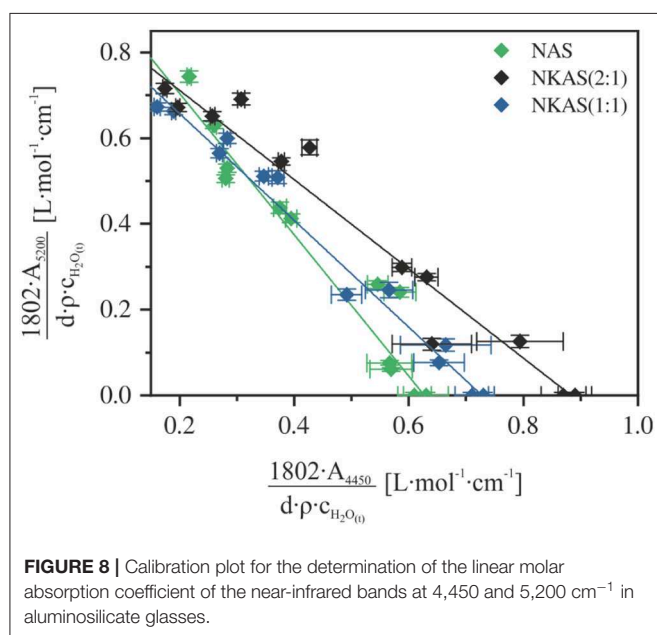 0.8
0.6
0.4
0.2
0.0
0.2 0.4 0.6 0.8 1.0
NAS
NKAS(2:1)
NKAS(1:1)
1802·A5200
d·ρ·cH2O(t)
[L·mol-1·cm-1]
1802·A4450
d·ρ·cH2O(t)
[L·mol-1·cm-1]
FIGURE 8 | Calibration plot for the determination of the linear molar
absorption coefficient of the near-infrared bands at 4,450 and 5,200 cm−1 in
aluminosilicate glasses.